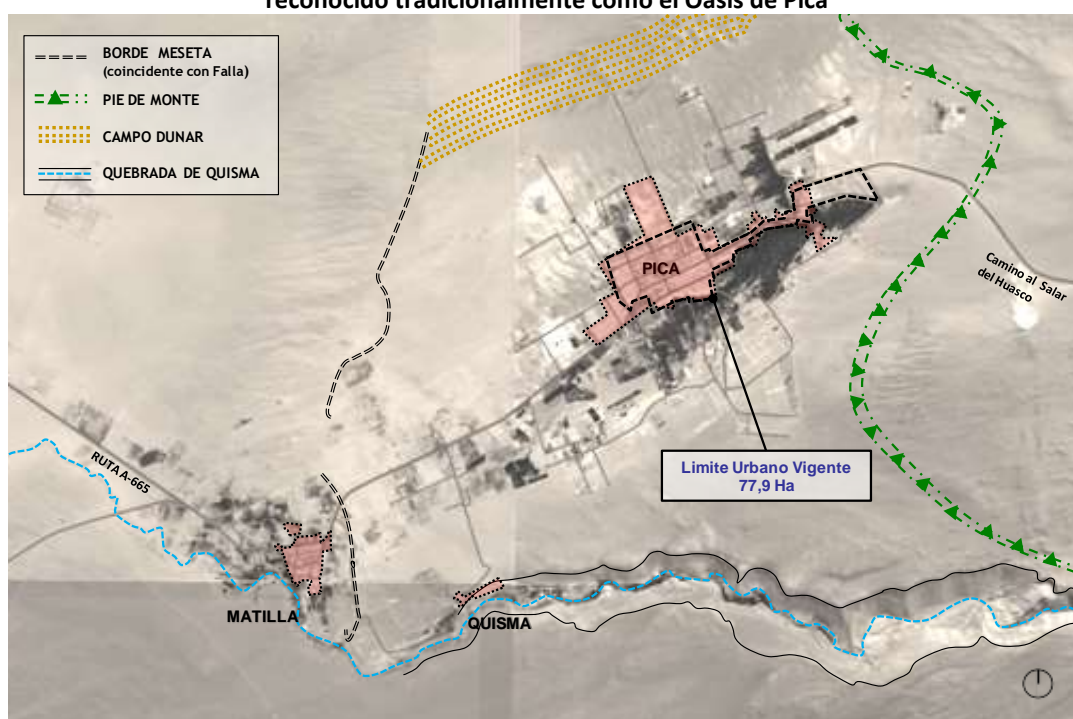 reconocido tradicionalmente como el Oasis de Pica
BORDE MESETA
(coincidente con Falla)
PIE DE MONTE
CAMPO DUNAR
QUEBRADA DE QUISMA
PICA
Camino al Salar
del Huasco
Limite Urbano Vigente
77,9 Ha
RUTA A-665
MATILLA
QUISMA